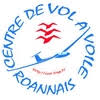 CENTRE DE VOL À VOILE
ROANNAIS